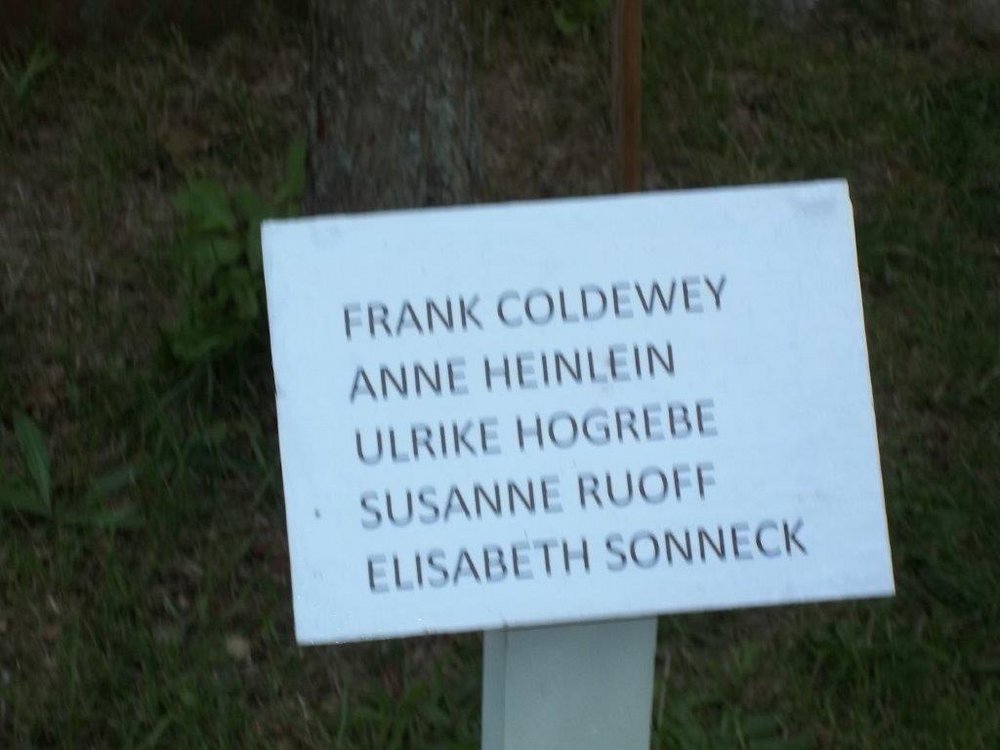 FRANK COLDEWEY
ANNE HEINLEIN
ULRIKE HOGREBE
SUSANNE RUOFF
ELISABETH SONNECK